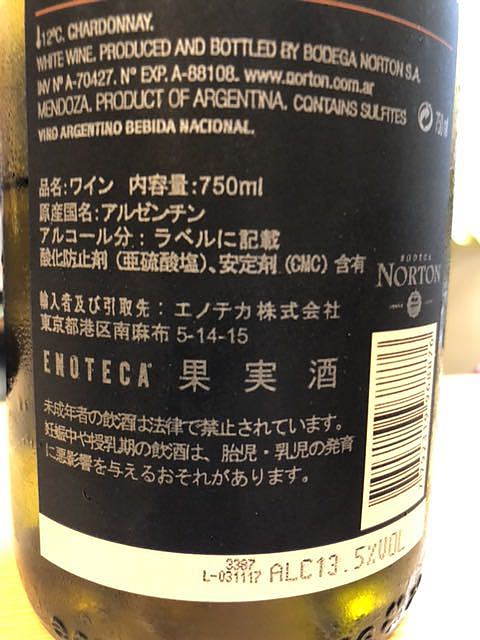 12°C. CHARDONNAY.
WHITE WINE. PRODUCED AND BOTTLED BY BODEGA NORTON S.A.
INV Nº A-70427. Nº EXP. A-88108. www.norton.com.ar
MENDOZA. PRODUCT OF ARGENTINA. CONTAINS SULFITES
750 ml
VINO ARGENTINO BEBIDA NACIONAL.
品名:ワイン 内容量:750ml
原産国名:アルゼンチン
アルコール分:ラベルに記載
酸化防止剤(亜硫酸塩)、安定剤(CMC)含有
BODEGA
NORTON
輸入者及び引取先:エノテカ株式会社
東京都港区南麻布 5-14-15
ENOTECA 果実酒
未成年者の飲酒は法律で禁止されています。
妊娠中や授乳期の飲酒は、胎児・乳児の発育
に悪影響を与えるおそれがあります。
3387
L-031117 ALC13.5%VOL